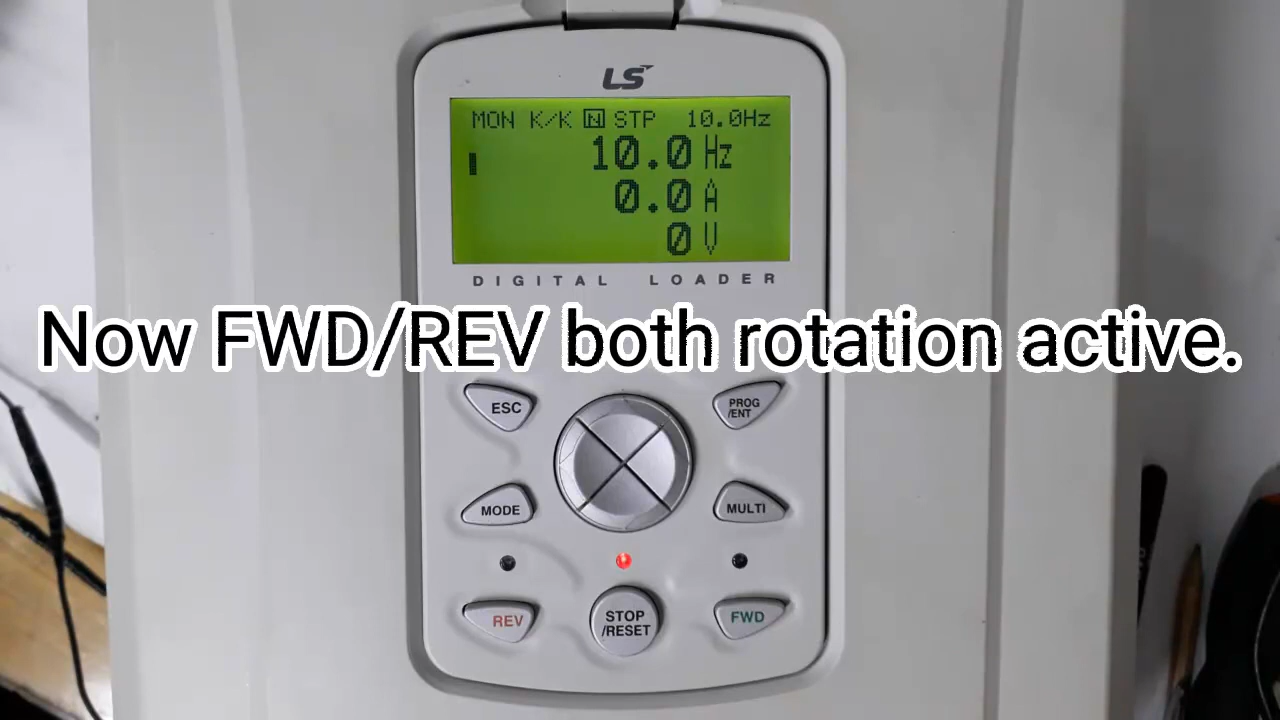 LS
MON K/K N STP 10.0Hz
10.0 Hz
0.0 A
0 V
DIGITAL LOADER
Now FWD/REV both rotation active.
ESC
PROG
/ENT
MODE
MULTI
REV
STOP
/RESET
FWD